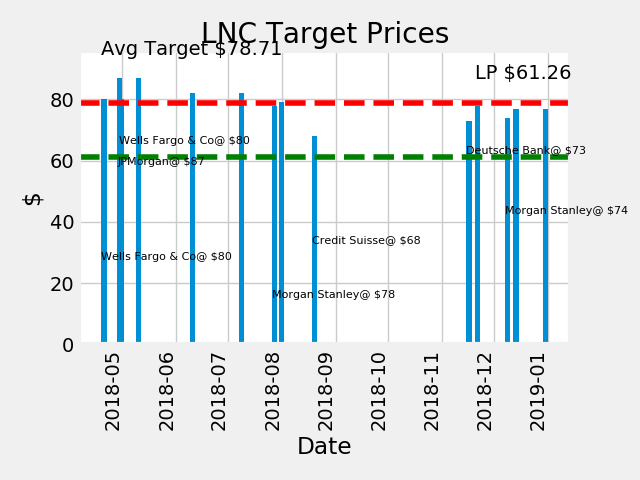 LNC Target Prices
Avg Target $78.71
LP $61.26
80
60
40
20
0
$
Wells Fargo & Co@ $80
JPMorgan@ $87
Deutsche Bank@ $73
Morgan Stanley@ $74
Credit Suisse@ $68
Wells Fargo & Co@ $80
Morgan Stanley@ $78
2018-05
2018-06
2018-07
2018-08
2018-09
2018-10
2018-11
2018-12
2019-01
Date